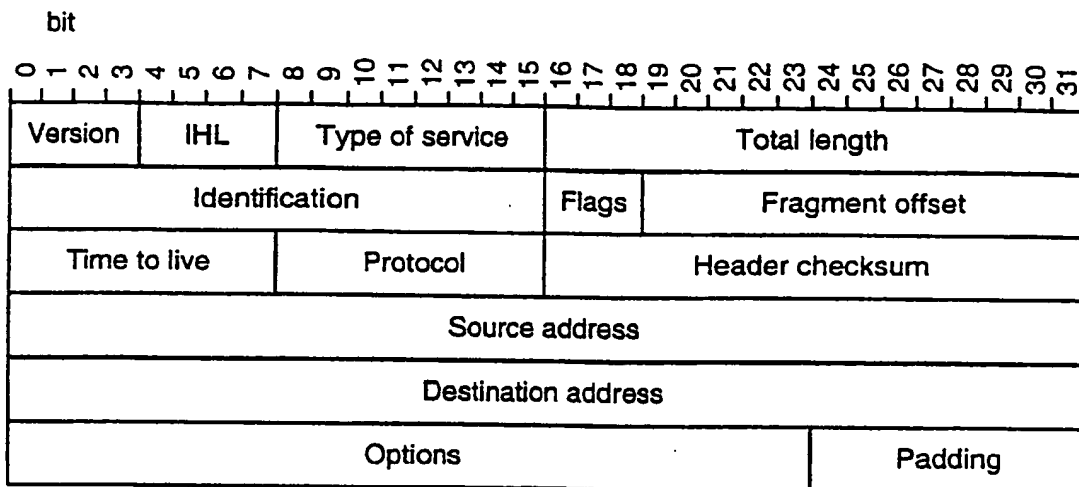 bit
0 1 2 3 4 5 6 7 8 9 10 11 12 13 14 15 16 17 18 19 20 21 22 23 24 25 26 27 28 29 30 31
Version IHL Type of service Total length
Identification Flags Fragment offset
Time to live Protocol Header checksum
Source address
Destination address
Options Padding